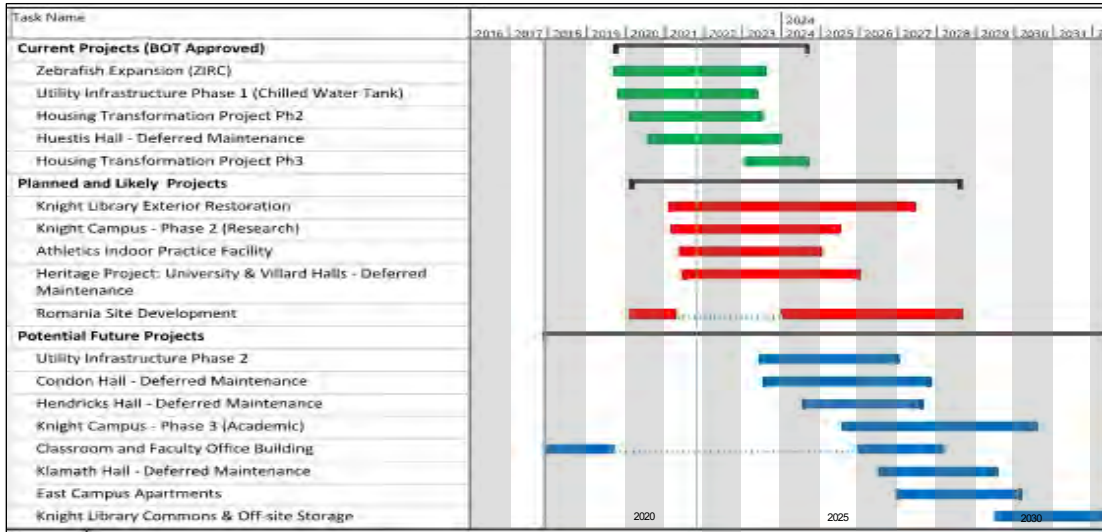 Task Name
2024
2016 2017 2018 2019 2020 2021 2022 2023 2024 2025 2026 2027 2028 2029 2030 2031
Current Projects (BOT Approved)
Zebrafish Expansion (ZIRC)
Utility Infrastructure Phase 1 (Chilled Water Tank)
Housing Transformation Project Ph2
Huestis Hall - Deferred Maintenance
Housing Transformation Project Ph3
Planned and Likely Projects
Knight Library Exterior Restoration
Knight Campus - Phase 2 (Research)
Athletics Indoor Practice Facility
Heritage Project: University & Villard Halls - Deferred
Maintenance
Romania Site Development
Potential Future Projects
Utility Infrastructure Phase 2
Condon Hall - Deferred Maintenance
Hendricks Hall - Deferred Maintenance
Knight Campus - Phase 3 (Academic)
Classroom and Faculty Office Building
Klamath Hall - Deferred Maintenance
East Campus Apartments
Knight Library Commons & Off-site Storage
2020 2025 2030